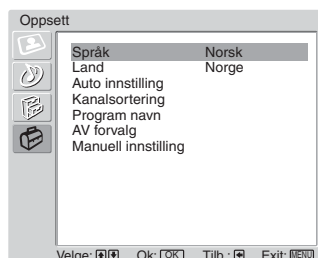 Oppsett
Språk Norsk
Land Norge
Auto innstilling
Kanalsortering
Program navn
AV forvalg
Manuell innstilling
Velge: Ok: OK Tilb.: Exit: MENU